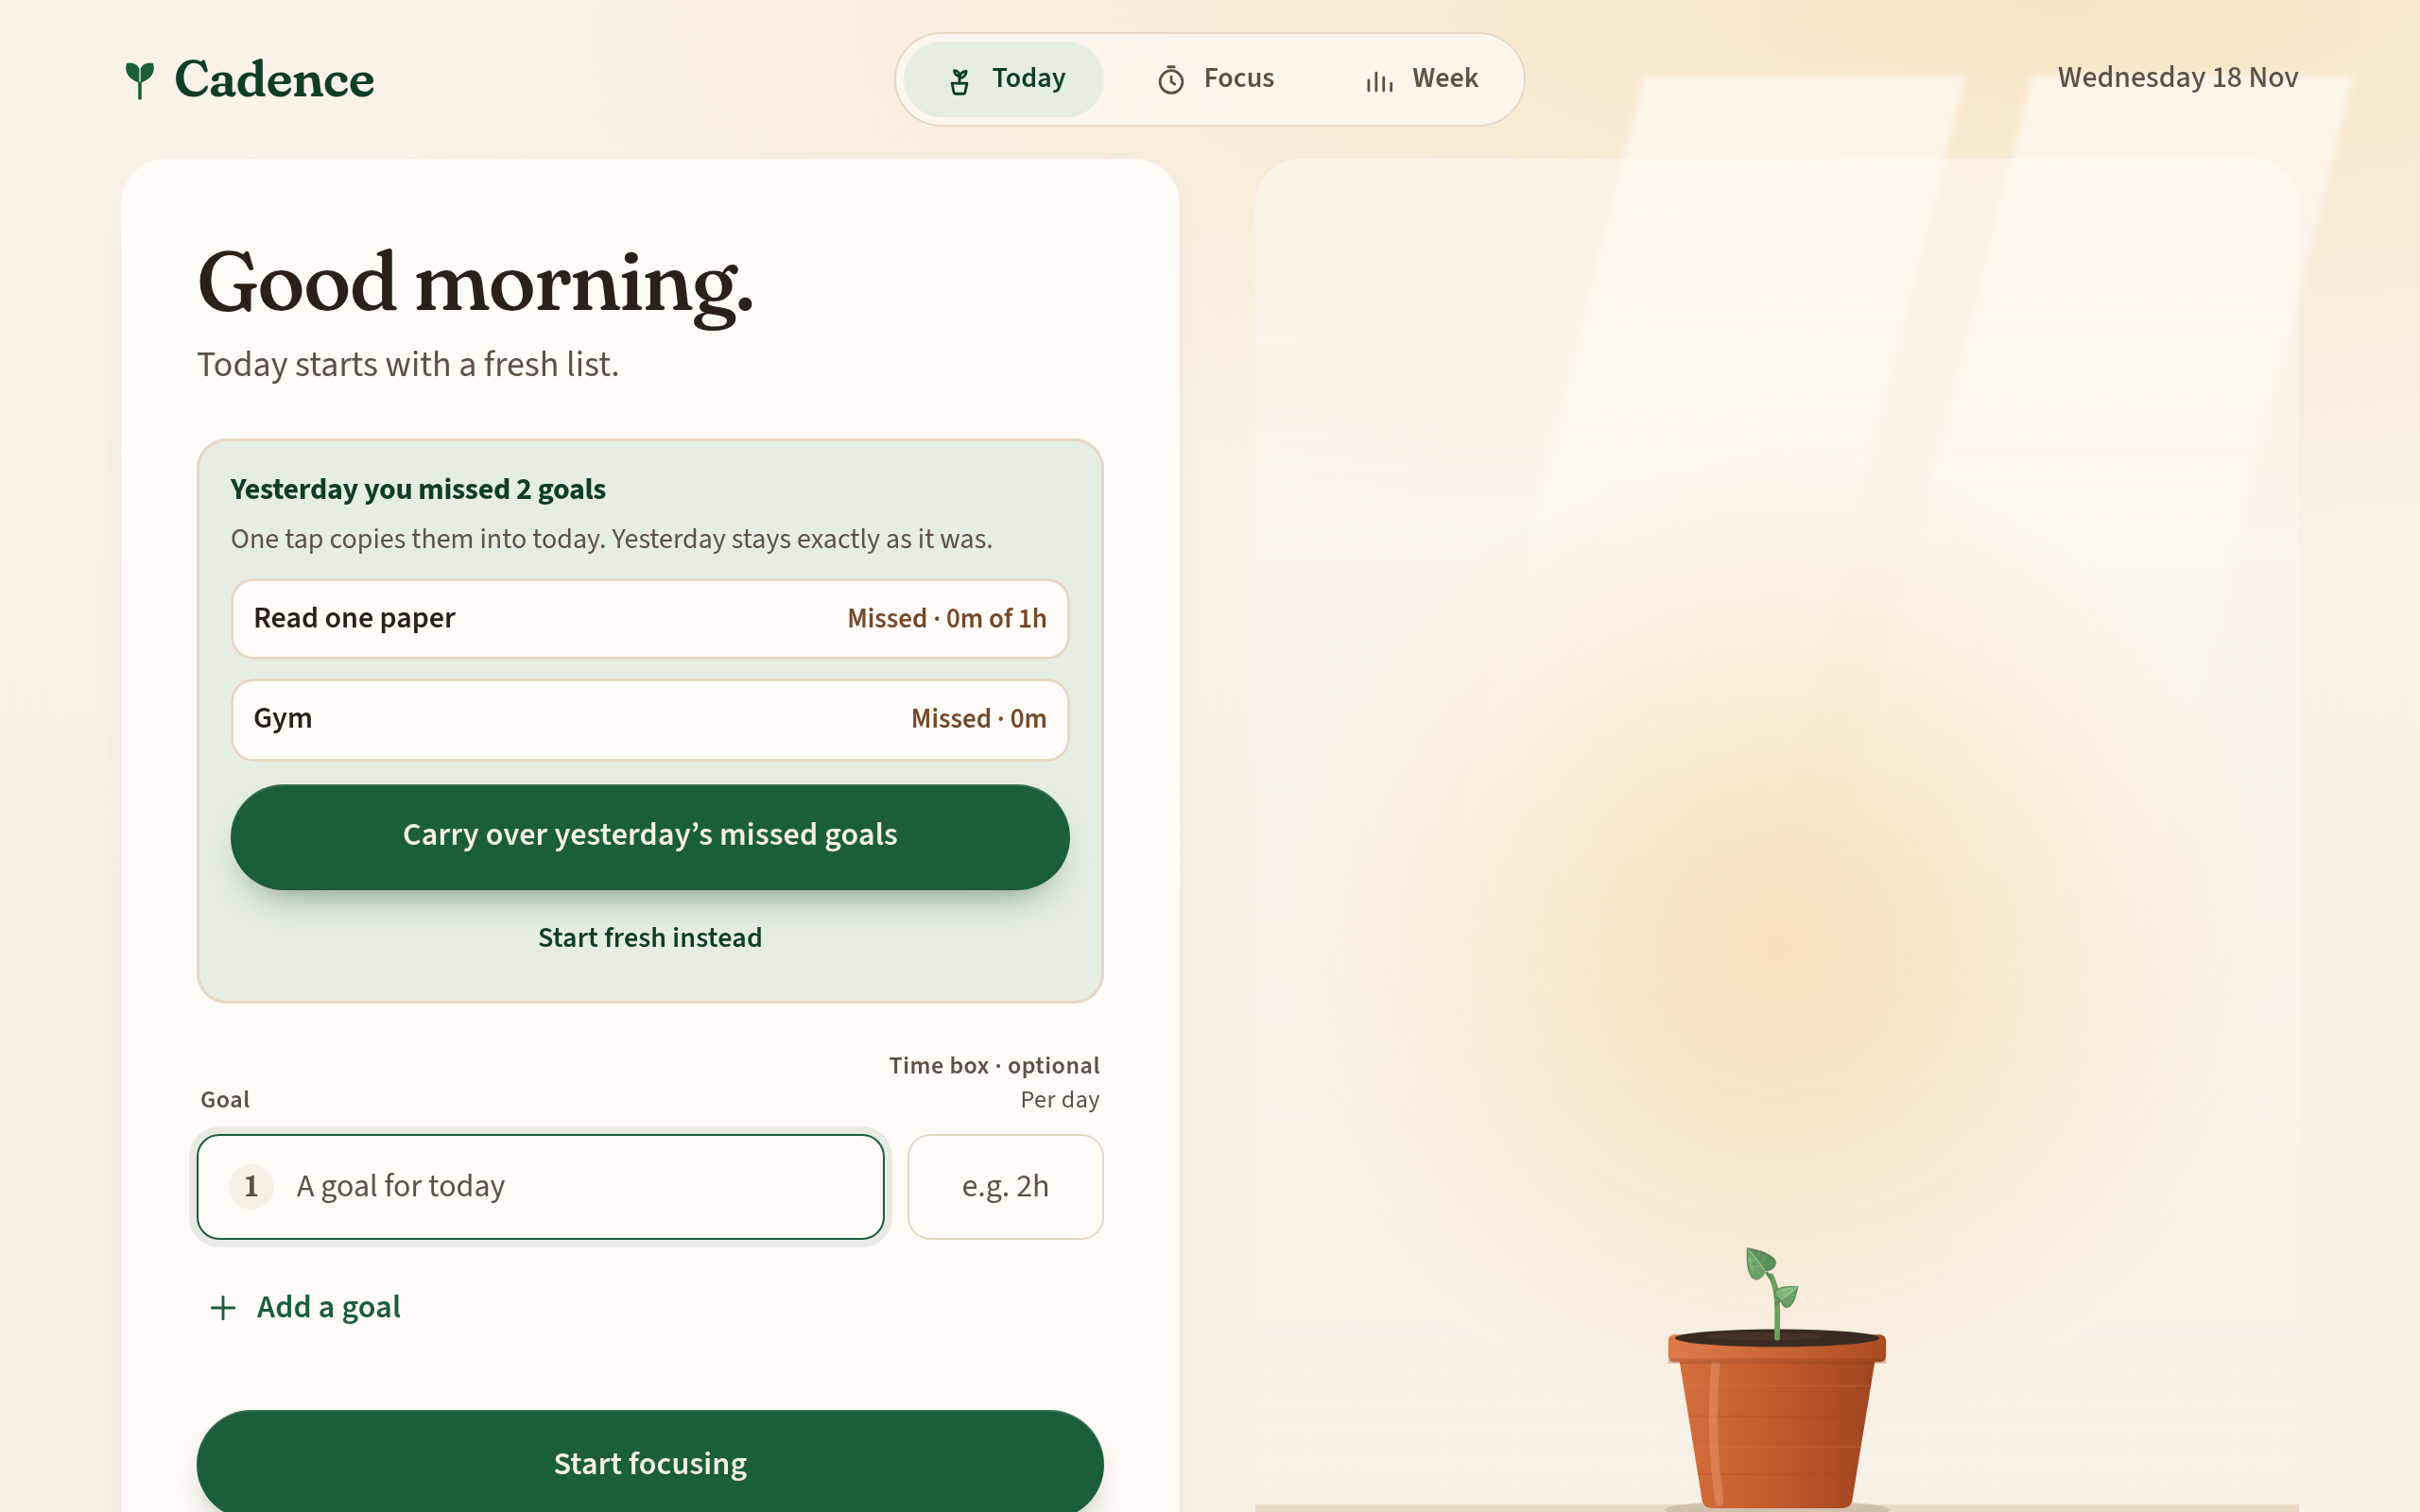 Cadence
Today
Focus
Week
Wednesday 18 Nov
Good morning.
Today starts with a fresh list.
Yesterday you missed 2 goals
One tap copies them into today. Yesterday stays exactly as it was.
Read one paper
Missed · 0m of 1h
Gym
Missed · 0m
Carry over yesterday’s missed goals
Start fresh instead
Goal
Time box · optional
Per day
1 A goal for today
e.g. 2h
Add a goal
Start focusing